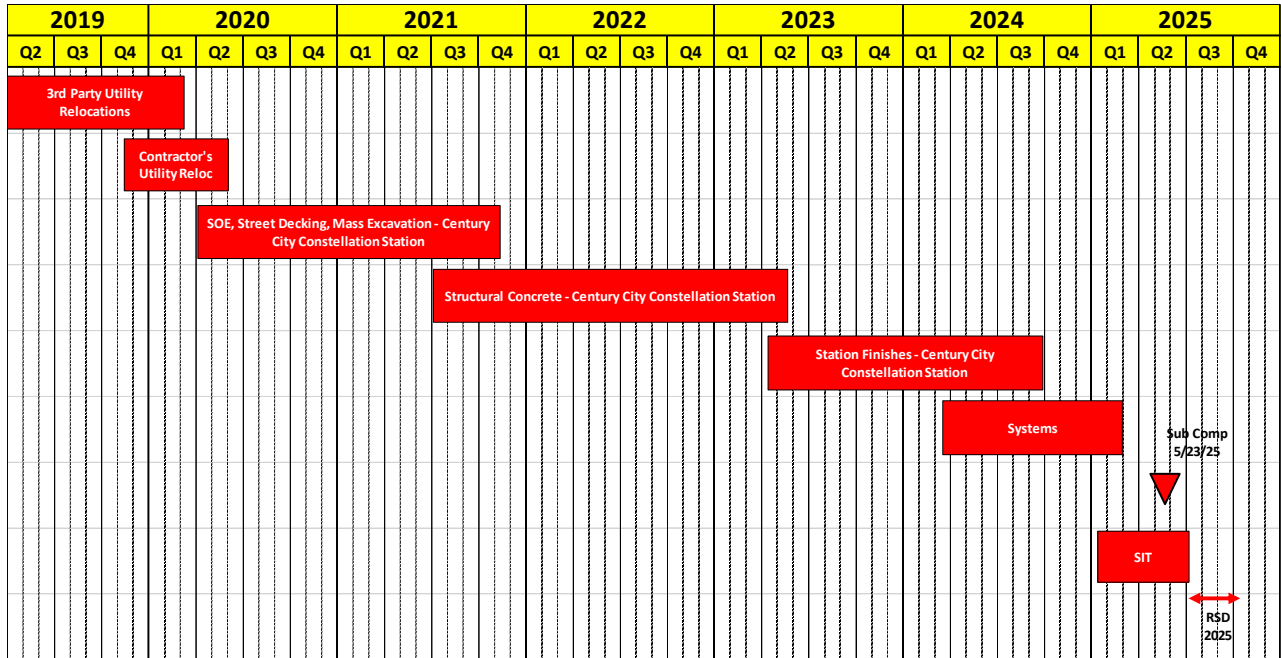 2019 2020 2021 2022 2023 2024 2025
Q2 Q3 Q4 Q1 Q2 Q3 Q4 Q1 Q2 Q3 Q4 Q1 Q2 Q3 Q4 Q1 Q2 Q3 Q4 Q1 Q2 Q3 Q4 Q1 Q2 Q3 Q4
3rd Party Utility
Relocations
Contractor's
Utility Reloc
SOE, Street Decking, Mass Excavation - Century
City Constellation Station
Structural Concrete - Century City Constellation Station
Station Finishes - Century City
Constellation Station
Systems
Sub Comp
5/23/25
SIT
RSD
2025